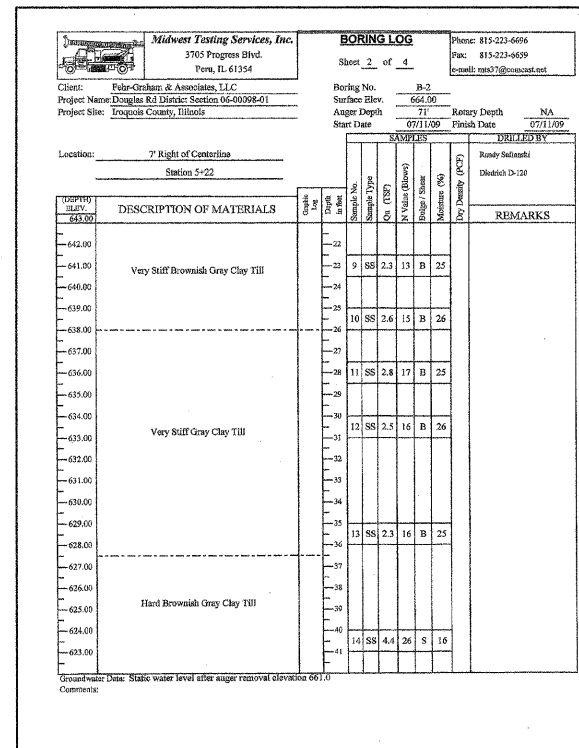 Midwest Testing Services, Inc.
3705 Progress Blvd.
Peru, IL 61354
BORING LOG
Sheet 2 of 4
Phone: 815-223-6696
Fax: 815-223-6659
e-mail: mts37@comcast.net
Client: Fehr-Graham & Associates, LLC
Project Name: Douglas Rd District Section 06-00098-01
Project Site: Iroquois County, Illinois
Boring No. B-2
Surface Elev. 664.00
Auger Depth 71' Rotary Depth NA
Start Date 07/11/09 Finish Date 07/11/09
SAMPLES DRILLED BY
Location: 7' Right of Centerline
Station 5+22
Randy Safianski
Diedrich D-120
(DEPTH)
ELEV.
643.00
DESCRIPTION OF MATERIALS
Graphic Log
Depth in feet
Sample No.
Sample Type
Qu (TSF)
N Value (Blows)
Bulge / Shear
Moisture (%)
Dry Density (PCF)
REMARKS
642.00 22
641.00 23 9 SS 2.3 13 B 25
Very Stiff Brownish Gray Clay Till
640.00 24
639.00 25
10 SS 2.6 15 B 26
638.00 26
637.00 27
636.00 28 11 SS 2.8 17 B 25
635.00 29
634.00 30
12 SS 2.5 16 B 26
Very Stiff Gray Clay Till
633.00 31
632.00 32
631.00 33
630.00 34
629.00 35
13 SS 2.3 16 B 25
628.00 36
627.00 37
626.00 38
Hard Brownish Gray Clay Till
625.00 39
624.00 40
14 SS 4.4 26 S 16
623.00 41
Groundwater Data: Static water level after auger removal elevation 661.0
Comments: